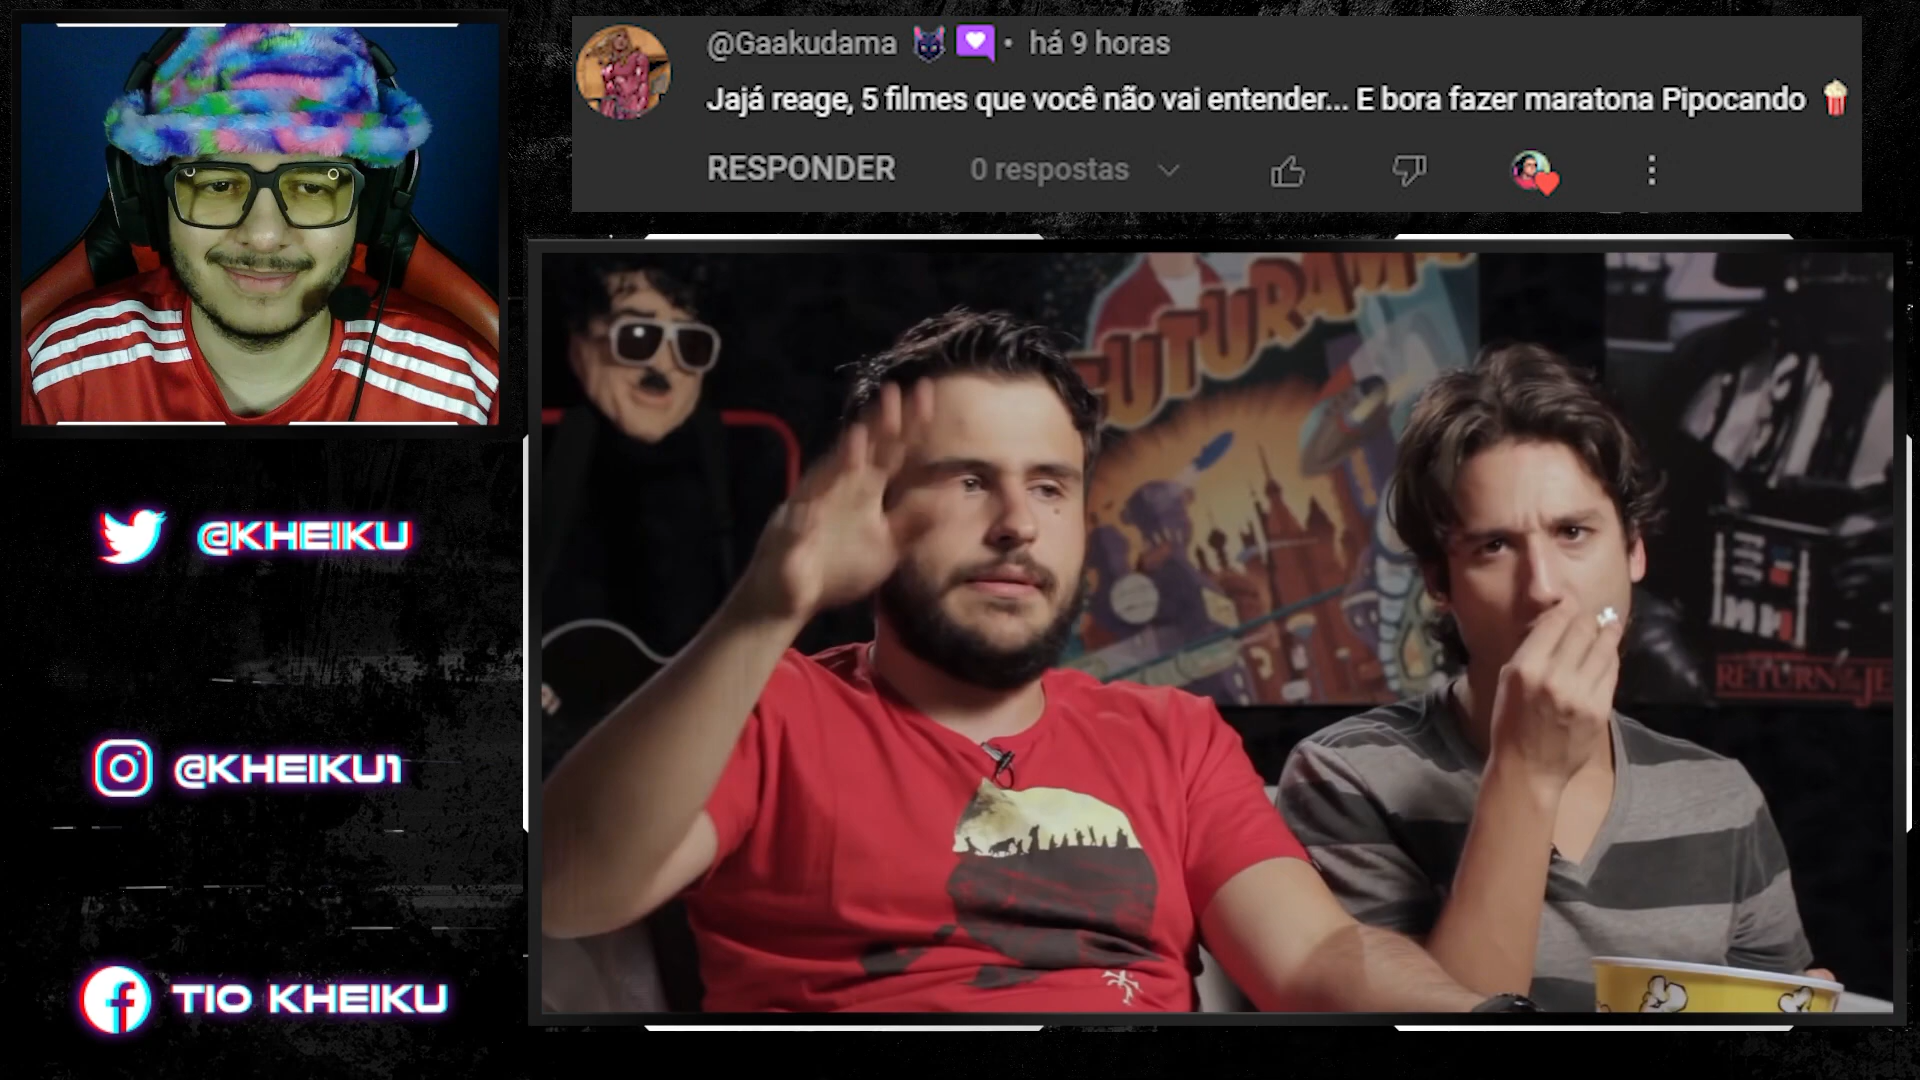 @Gaakudama • há 9 horas
Jajá reage, 5 filmes que você não vai entender... E bora fazer maratona Pipocando 🍿
RESPONDER 0 respostas
FUTURAMA
RETURN
@KHEIKU
@KHEIKU1
TIO KHEIKU